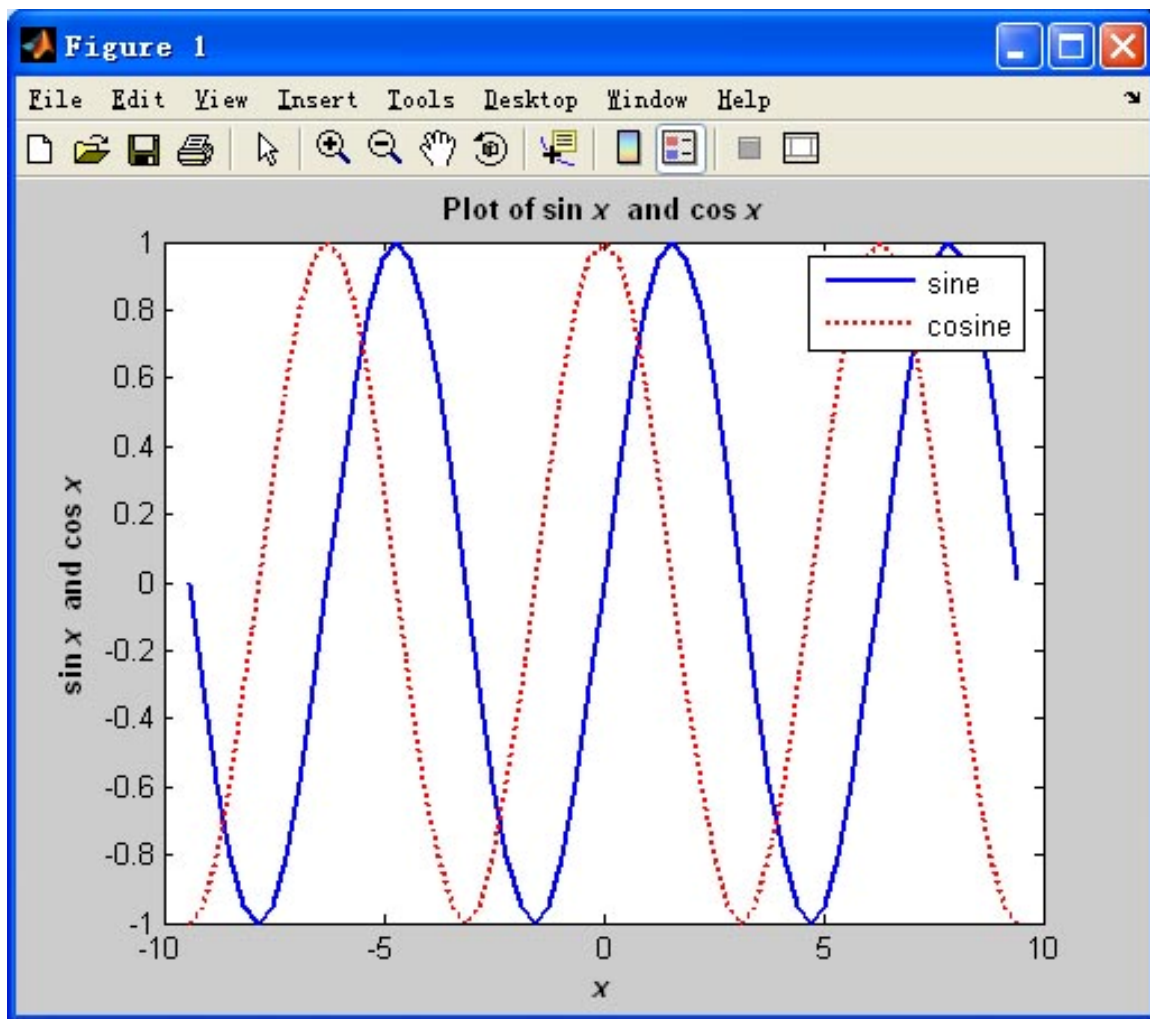 Figure 1
File Edit View Insert Tools Desktop Window Help
Plot of sin x and cos x
1
0.8
0.6
0.4
0.2
0
-0.2
-0.4
-0.6
-0.8
-1
sin x and cos x
sine
cosine
-10 -5 0 5 10
x